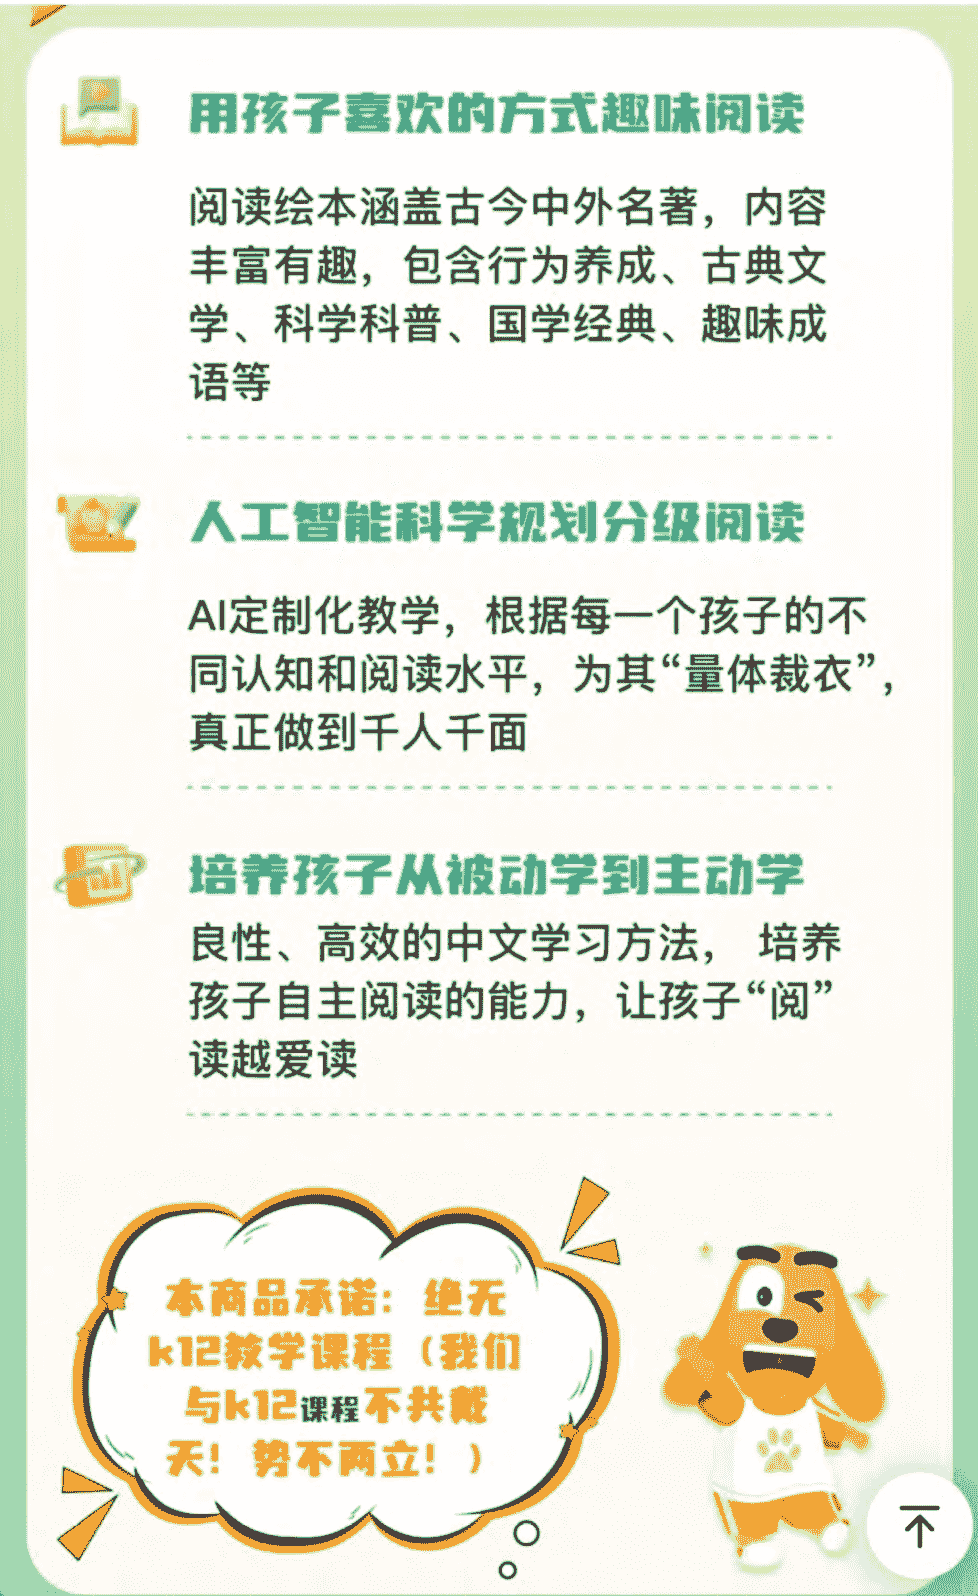 用孩子喜欢的方式趣味阅读
阅读绘本涵盖古今中外名著，内容
丰富有趣，包含行为养成、古典文
学、科学科普、国学经典、趣味成
语等
人工智能科学规划分级阅读
AI定制化教学，根据每一个孩子的不
同认知和阅读水平，为其“量体裁衣”，
真正做到千人千面
培养孩子从被动学到主动学
良性、高效的中文学习方法， 培养
孩子自主阅读的能力，让孩子“阅”
读越爱读
本商品承诺：绝无
k12教学课程（我们
与k12课程不共戴
天！势不两立！）